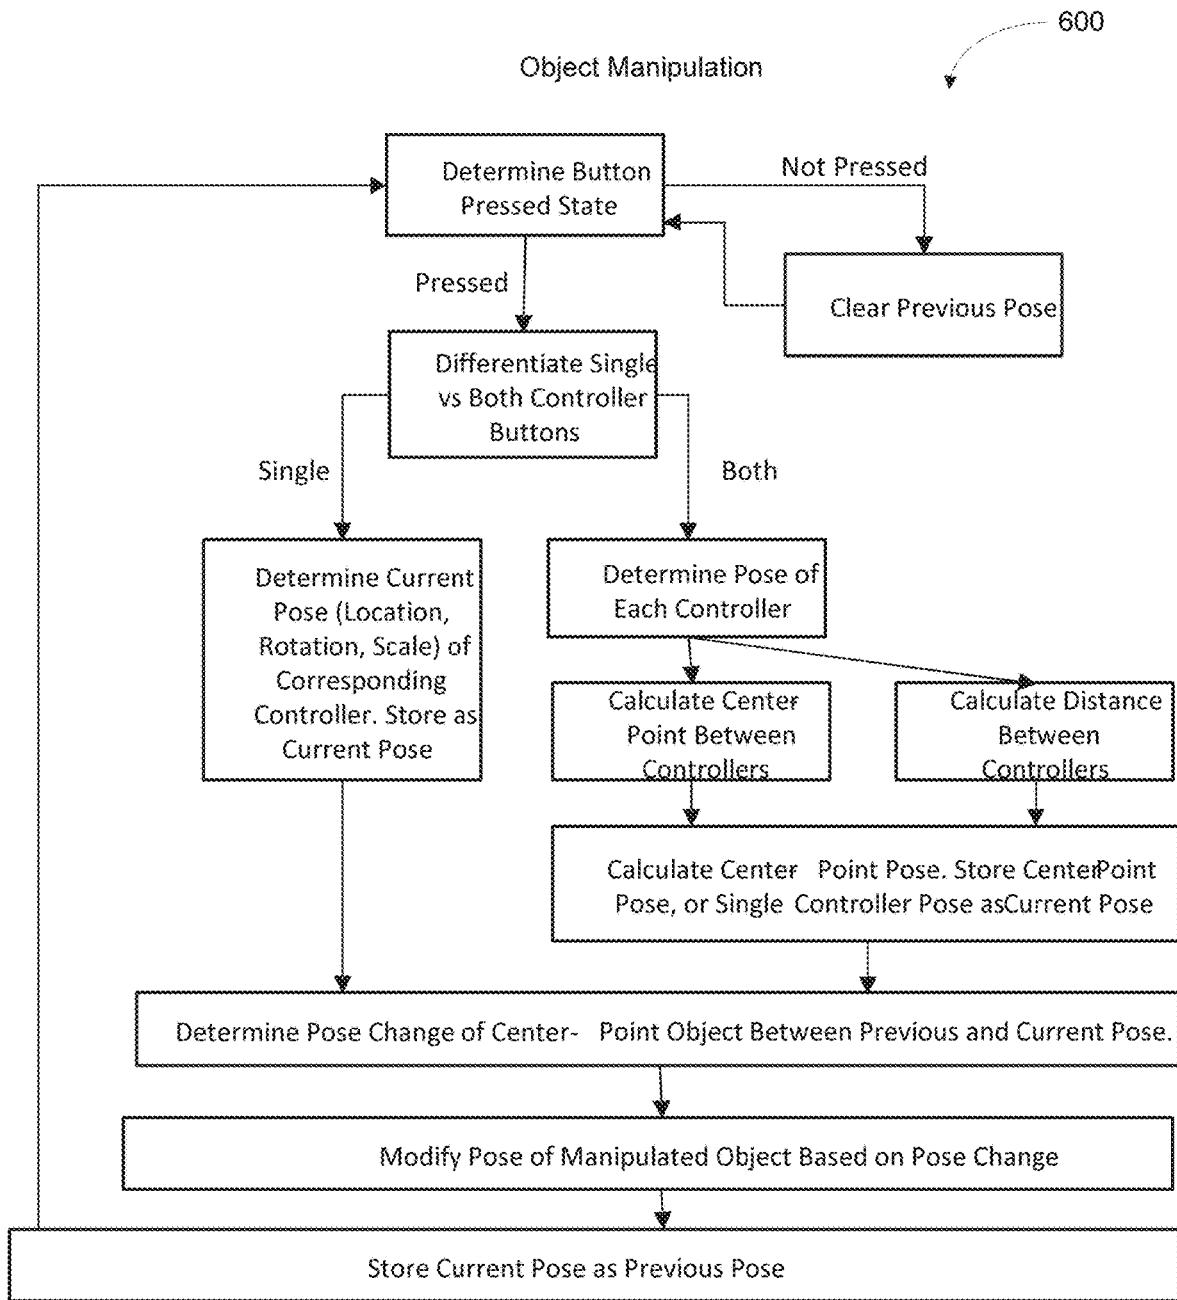 600
Object Manipulation
Determine Button
Pressed State
Not Pressed
Pressed
Clear Previous Pose
Differentiate Single
vs Both Controller
Buttons
Single
Both
Determine Current
Pose (Location,
Rotation, Scale) of
Corresponding
Controller. Store as
Current Pose
Determine Pose of
Each Controller
Calculate Center
Point Between
Controllers
Calculate Distance
Between
Controllers
Calculate Center- Point Pose. Store Center-Point
Pose, or Single Controller Pose as Current Pose
Determine Pose Change of Center- Point Object Between Previous and Current Pose.
Modify Pose of Manipulated Object Based on Pose Change
Store Current Pose as Previous Pose